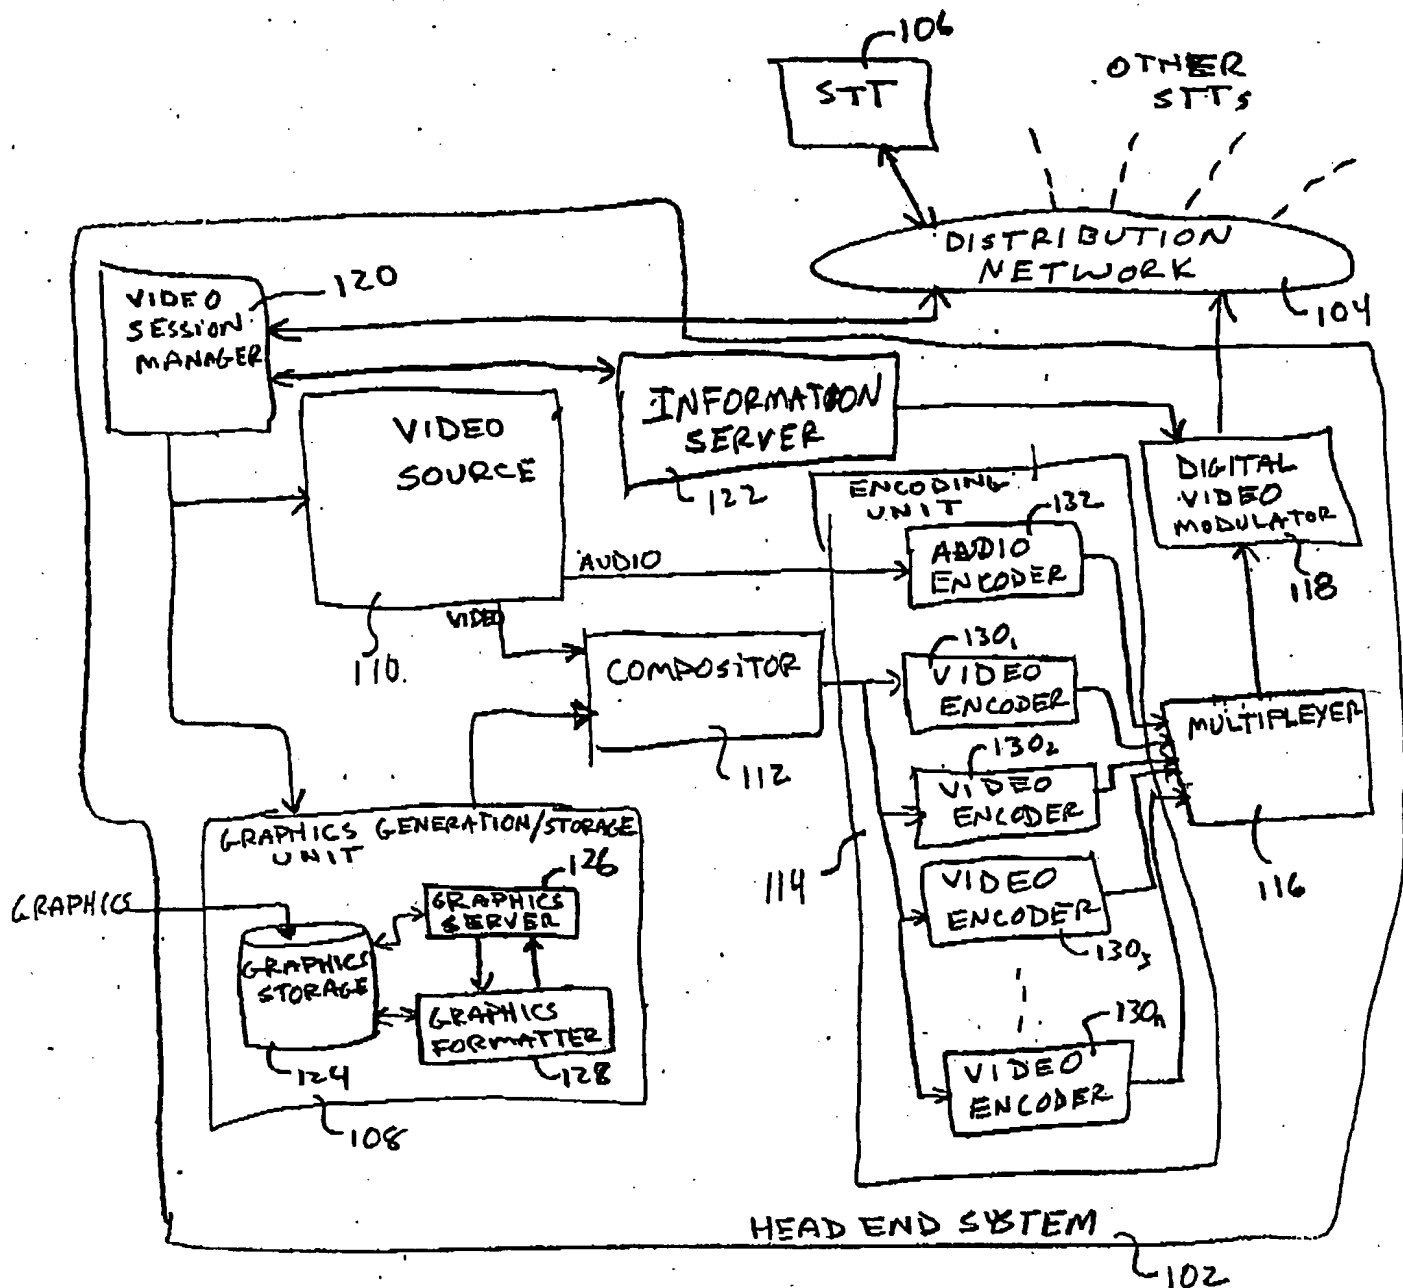 106
STT
OTHER
STTS
DISTRIBUTION
NETWORK
104
120
VIDEO
SESSION
MANAGER
INFORMATION
SERVER
122
VIDEO
SOURCE
110
AUDIO
VIDEO
ENCODING
UNIT
132
AUDIO
ENCODER
DIGITAL
VIDEO
MODULATOR
118
COMPOSITOR
112
130₁
VIDEO
ENCODER
130₂
VIDEO
ENCODER
VIDEO
ENCODER
130₃
130n
VIDEO
ENCODER
114
MULTIPLEXER
116
GRAPHICS GENERATION/STORAGE
UNIT
GRAPHICS
126
GRAPHICS
SERVER
GRAPHICS
STORAGE
124
GRAPHICS
FORMATTER
128
108
HEAD END SYSTEM
102